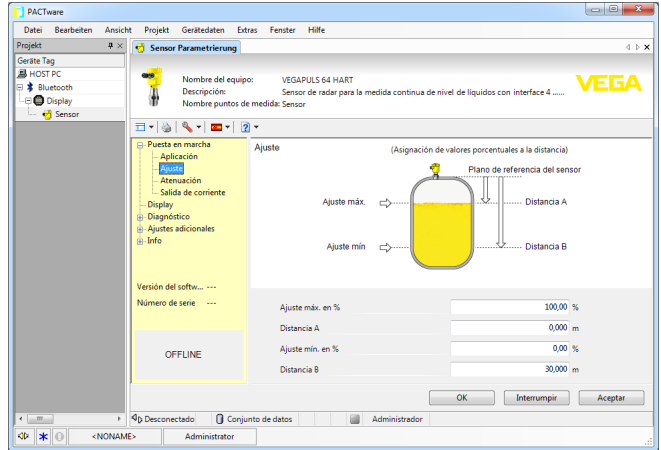 PACTware
Datei Bearbeiten Ansicht Projekt Gerätedaten Extras Fenster Hilfe
Projekt
Sensor Parametrierung
Geräte Tag
HOST PC
Bluetooth
Display
Sensor
Nombre del equipo: VEGAPULS 64 HART
Descripción: Sensor de radar para la medida continua de nivel de líquidos con interface 4 ......
Nombre puntos de medida: Sensor
VEGA
Puesta en marcha
Aplicación
Ajuste
Atenuación
Salida de corriente
Display
Diagnóstico
Ajustes adicionales
Info
Versión del softw... ---
Número de serie ---
OFFLINE
Ajuste (Asignación de valores porcentuales a la distancia)
Plano de referencia del sensor
Ajuste máx. Distancia A
Ajuste mín Distancia B
Ajuste máx. en % 100,00 %
Distancia A 0,000 m
Ajuste mín. en % 0,00 %
Distancia B 30,000 m
OK Interrumpir Aceptar
Desconectado Conjunto de datos Administrador
<NONAME> Administrator